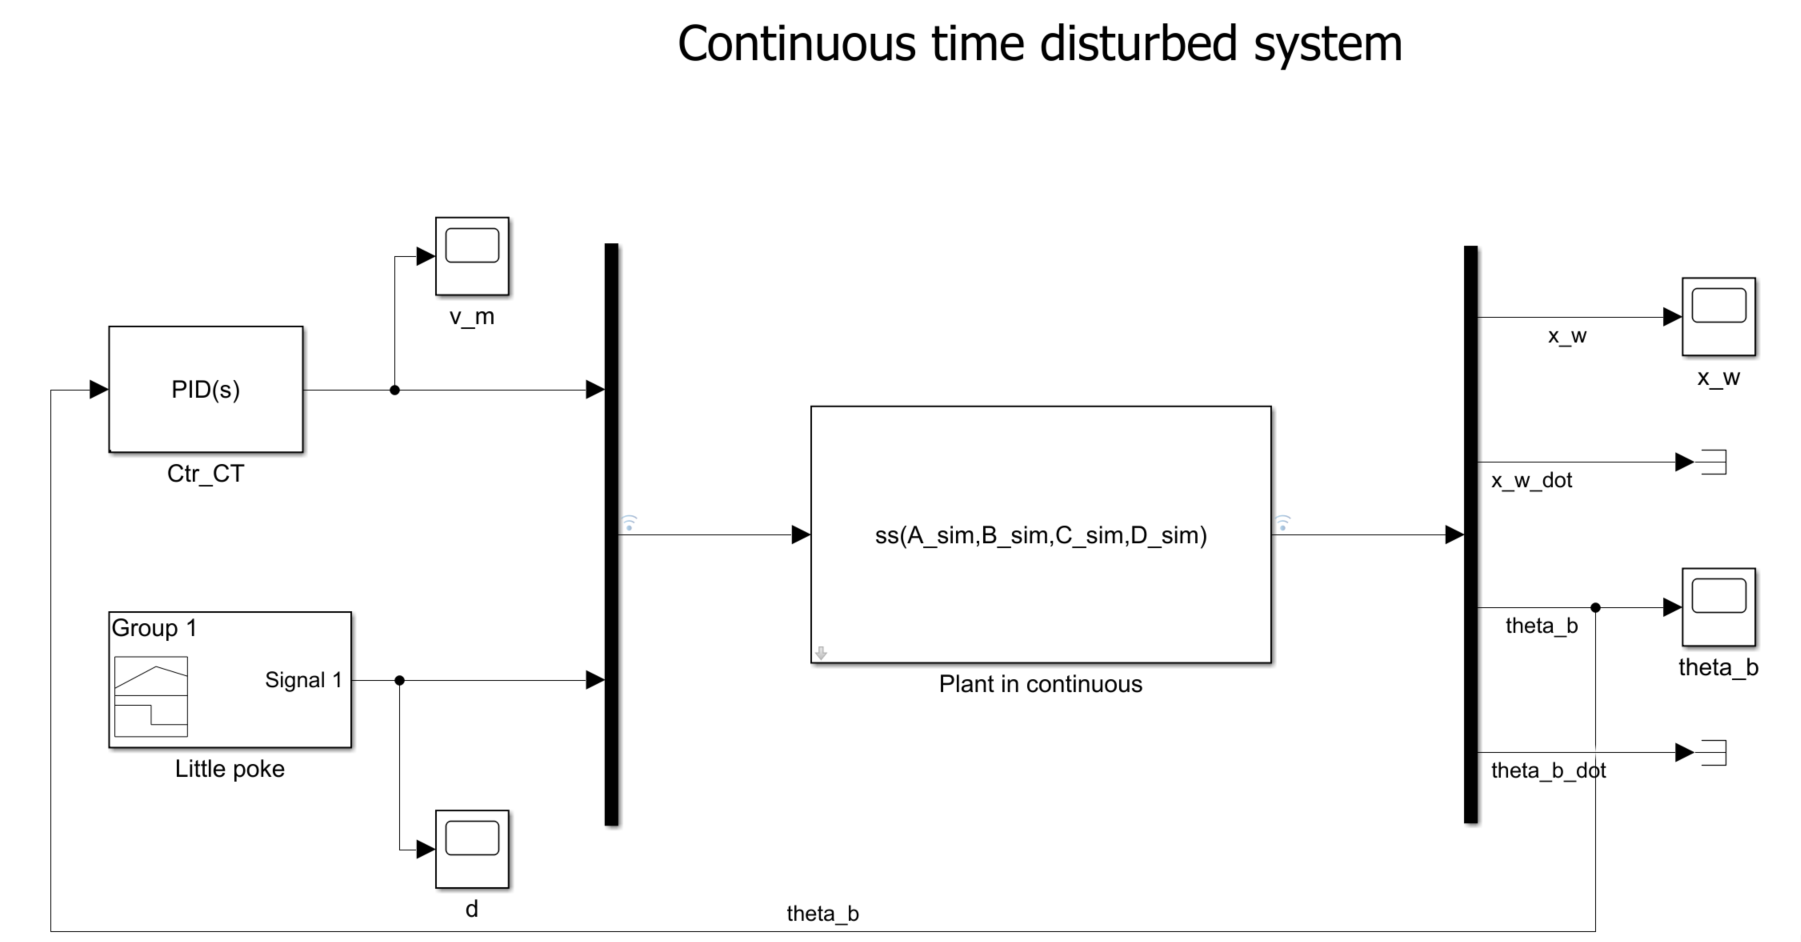 Continuous time disturbed system
v_m
PID(s)
Ctr_CT
Group 1
Signal 1
Little poke
d
ss(A_sim,B_sim,C_sim,D_sim)
Plant in continuous
x_w
x_w
x_w_dot
theta_b
theta_b
theta_b_dot
theta_b